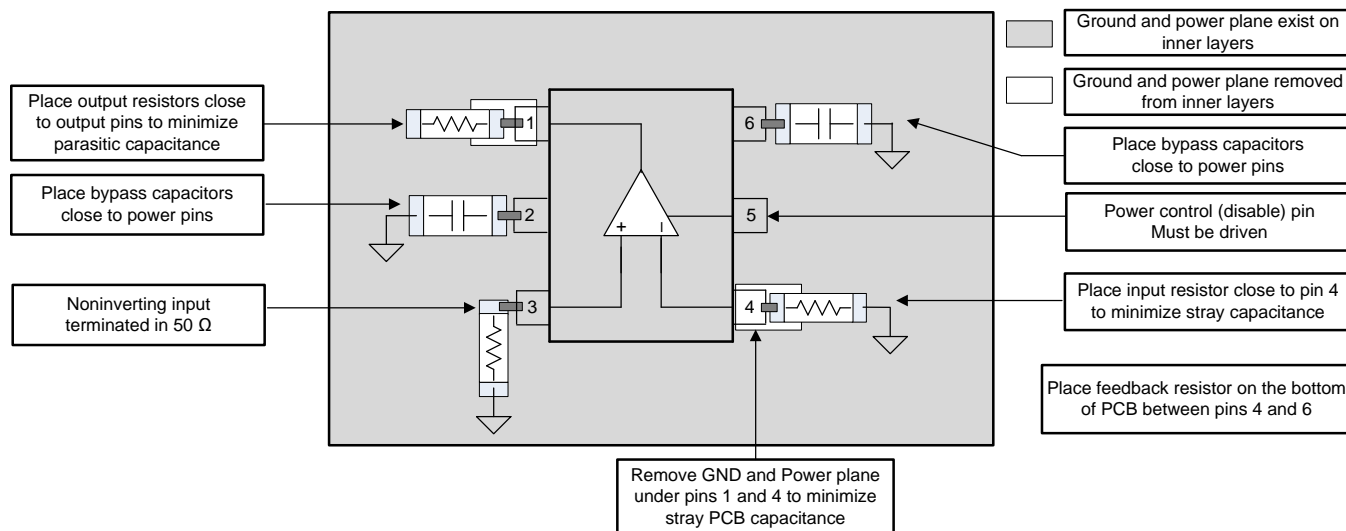 Ground and power plane exist on
inner layers
Ground and power plane removed
from inner layers
Place output resistors close
to output pins to minimize
parasitic capacitance
1
6
Place bypass capacitors
close to power pins
Place bypass capacitors
close to power pins
2
5
Power control (disable) pin
Must be driven
+
–
Noninverting input
terminated in 50 Ω
3
4
Place input resistor close to pin 4
to minimize stray capacitance
Place feedback resistor on the bottom
of PCB between pins 4 and 6
Remove GND and Power plane
under pins 1 and 4 to minimize
stray PCB capacitance